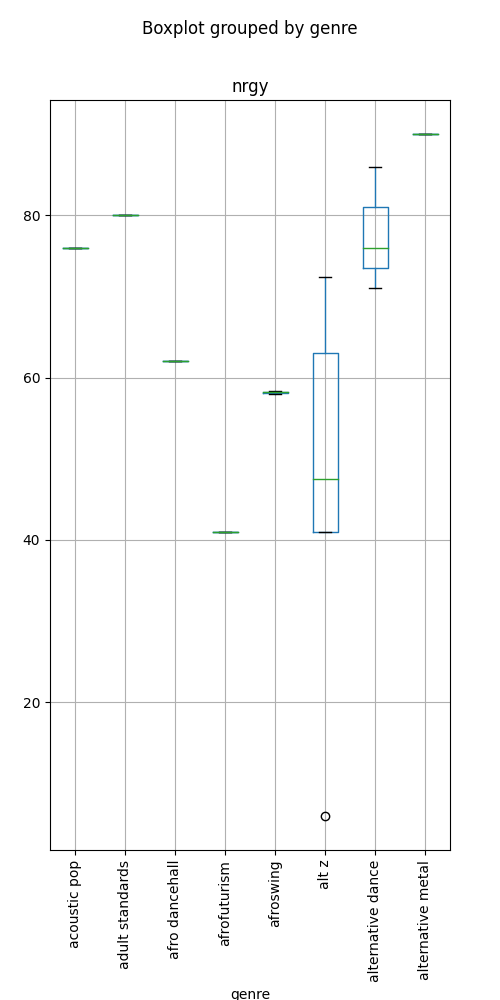 Boxplot grouped by genre
nrgy
80
60
40
20
acoustic pop
adult standards
afro dancehall
afrofuturism
afroswing
alt z
alternative dance
alternative metal
genre